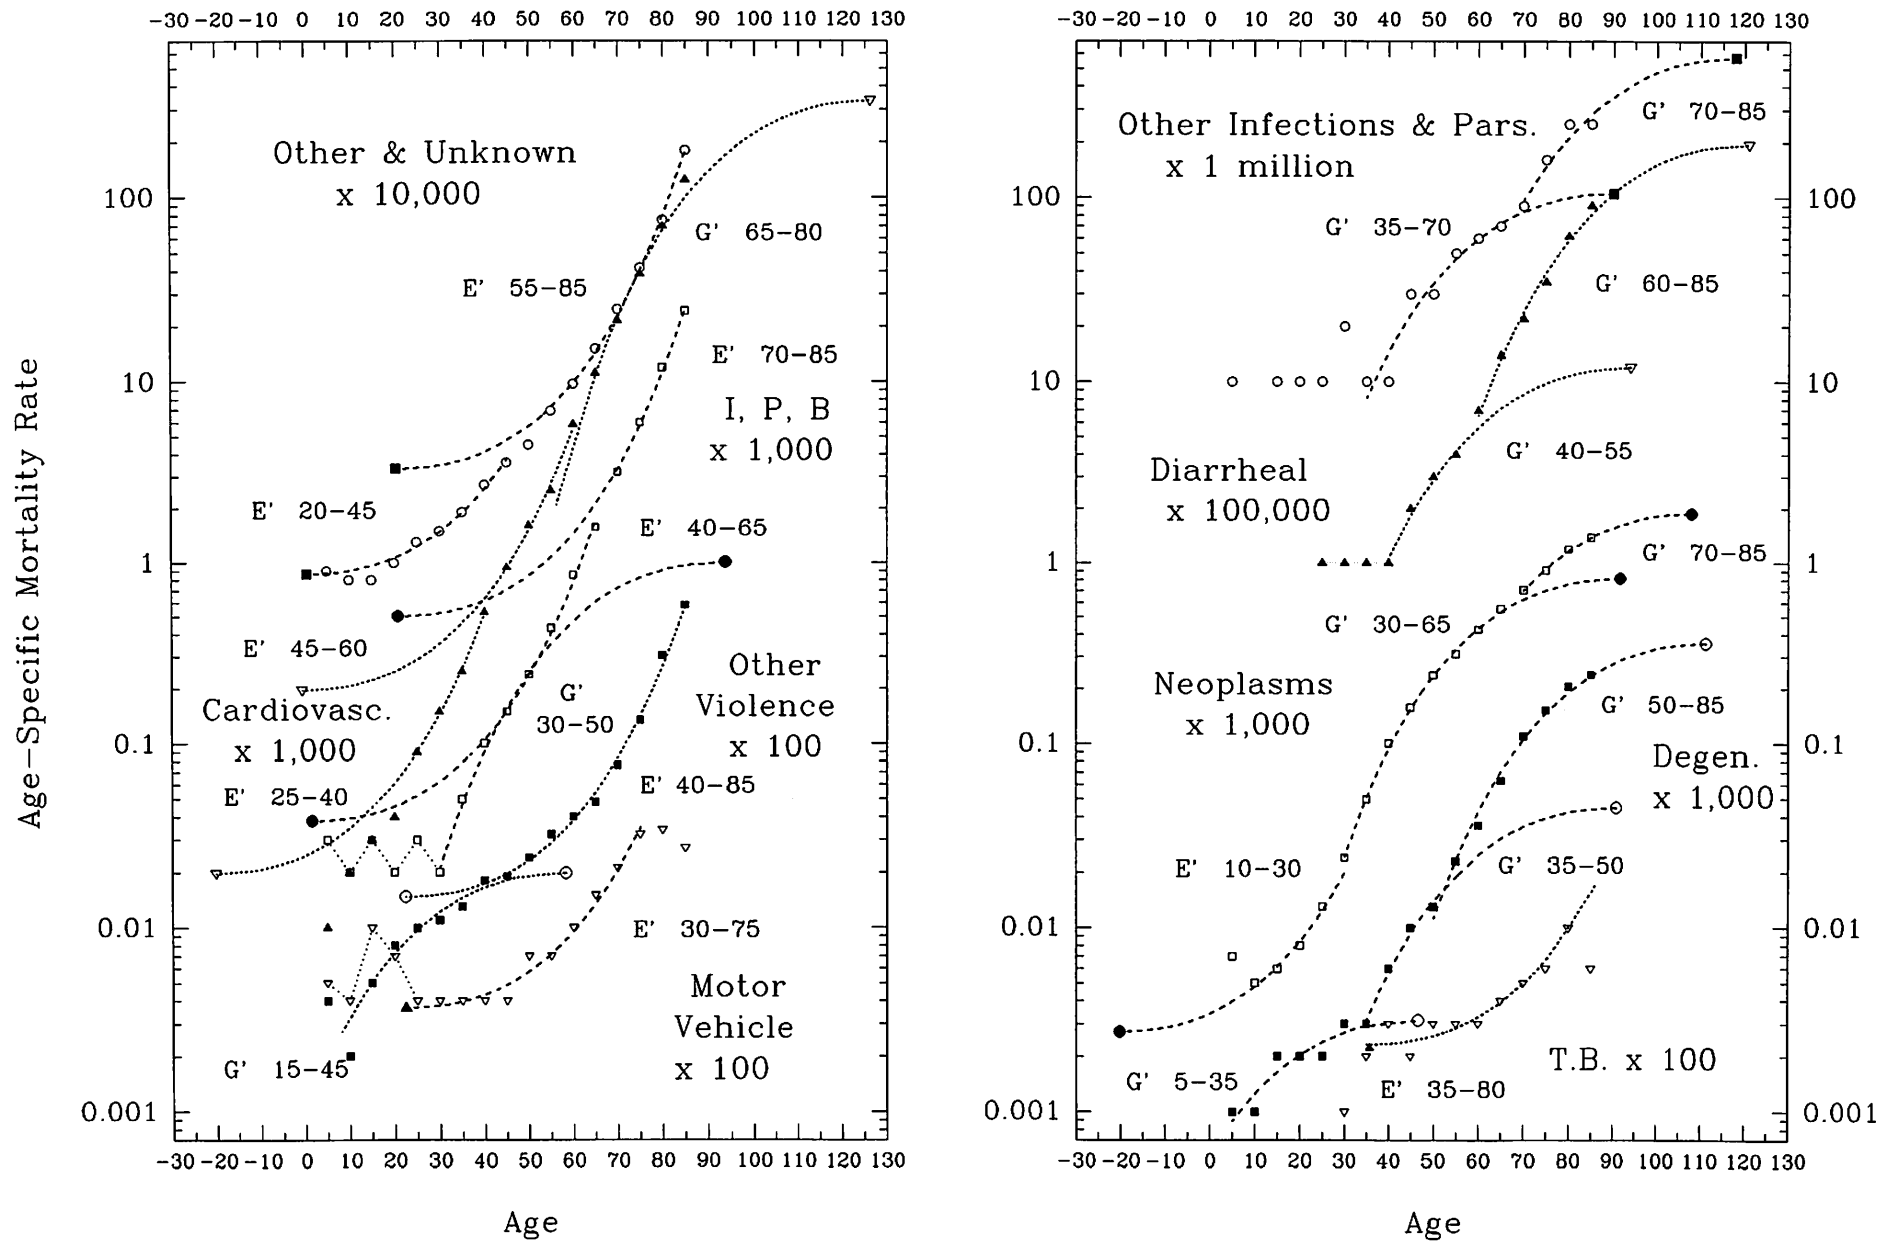 -30 -20 -10 0 10 20 30 40 50 60 70 80 90 100 110 120 130
Other & Unknown
x 10,000
100
G' 65-80
E' 55-85
E' 70-85
10
I, P, B
x 1,000
E' 20-45
E' 40-65
1
E' 45-60
Other
Violence
x 100
G'
30-50
Cardiovasc.
x 1,000
0.1
E' 40-85
E' 25-40
0.01
E' 30-75
Motor
Vehicle
x 100
G' 15-45
0.001
-30 -20 -10 0 10 20 30 40 50 60 70 80 90 100 110 120 130
Age
Age-Specific Mortality Rate
-30 -20 -10 0 10 20 30 40 50 60 70 80 90 100 110 120 130
G' 70-85
Other Infections & Pars.
x 1 million
100 100
G' 35-70
G' 60-85
10 10
G' 40-55
Diarrheal
x 100,000
G' 70-85
1 1
G' 30-65
Neoplasms
x 1,000
G' 50-85
0.1 0.1
Degen.
x 1,000
E' 10-30
G' 35-50
0.01 0.01
T.B. x 100
G' 5-35
E' 35-80
0.001 0.001
-30 -20 -10 0 10 20 30 40 50 60 70 80 90 100 110 120 130
Age